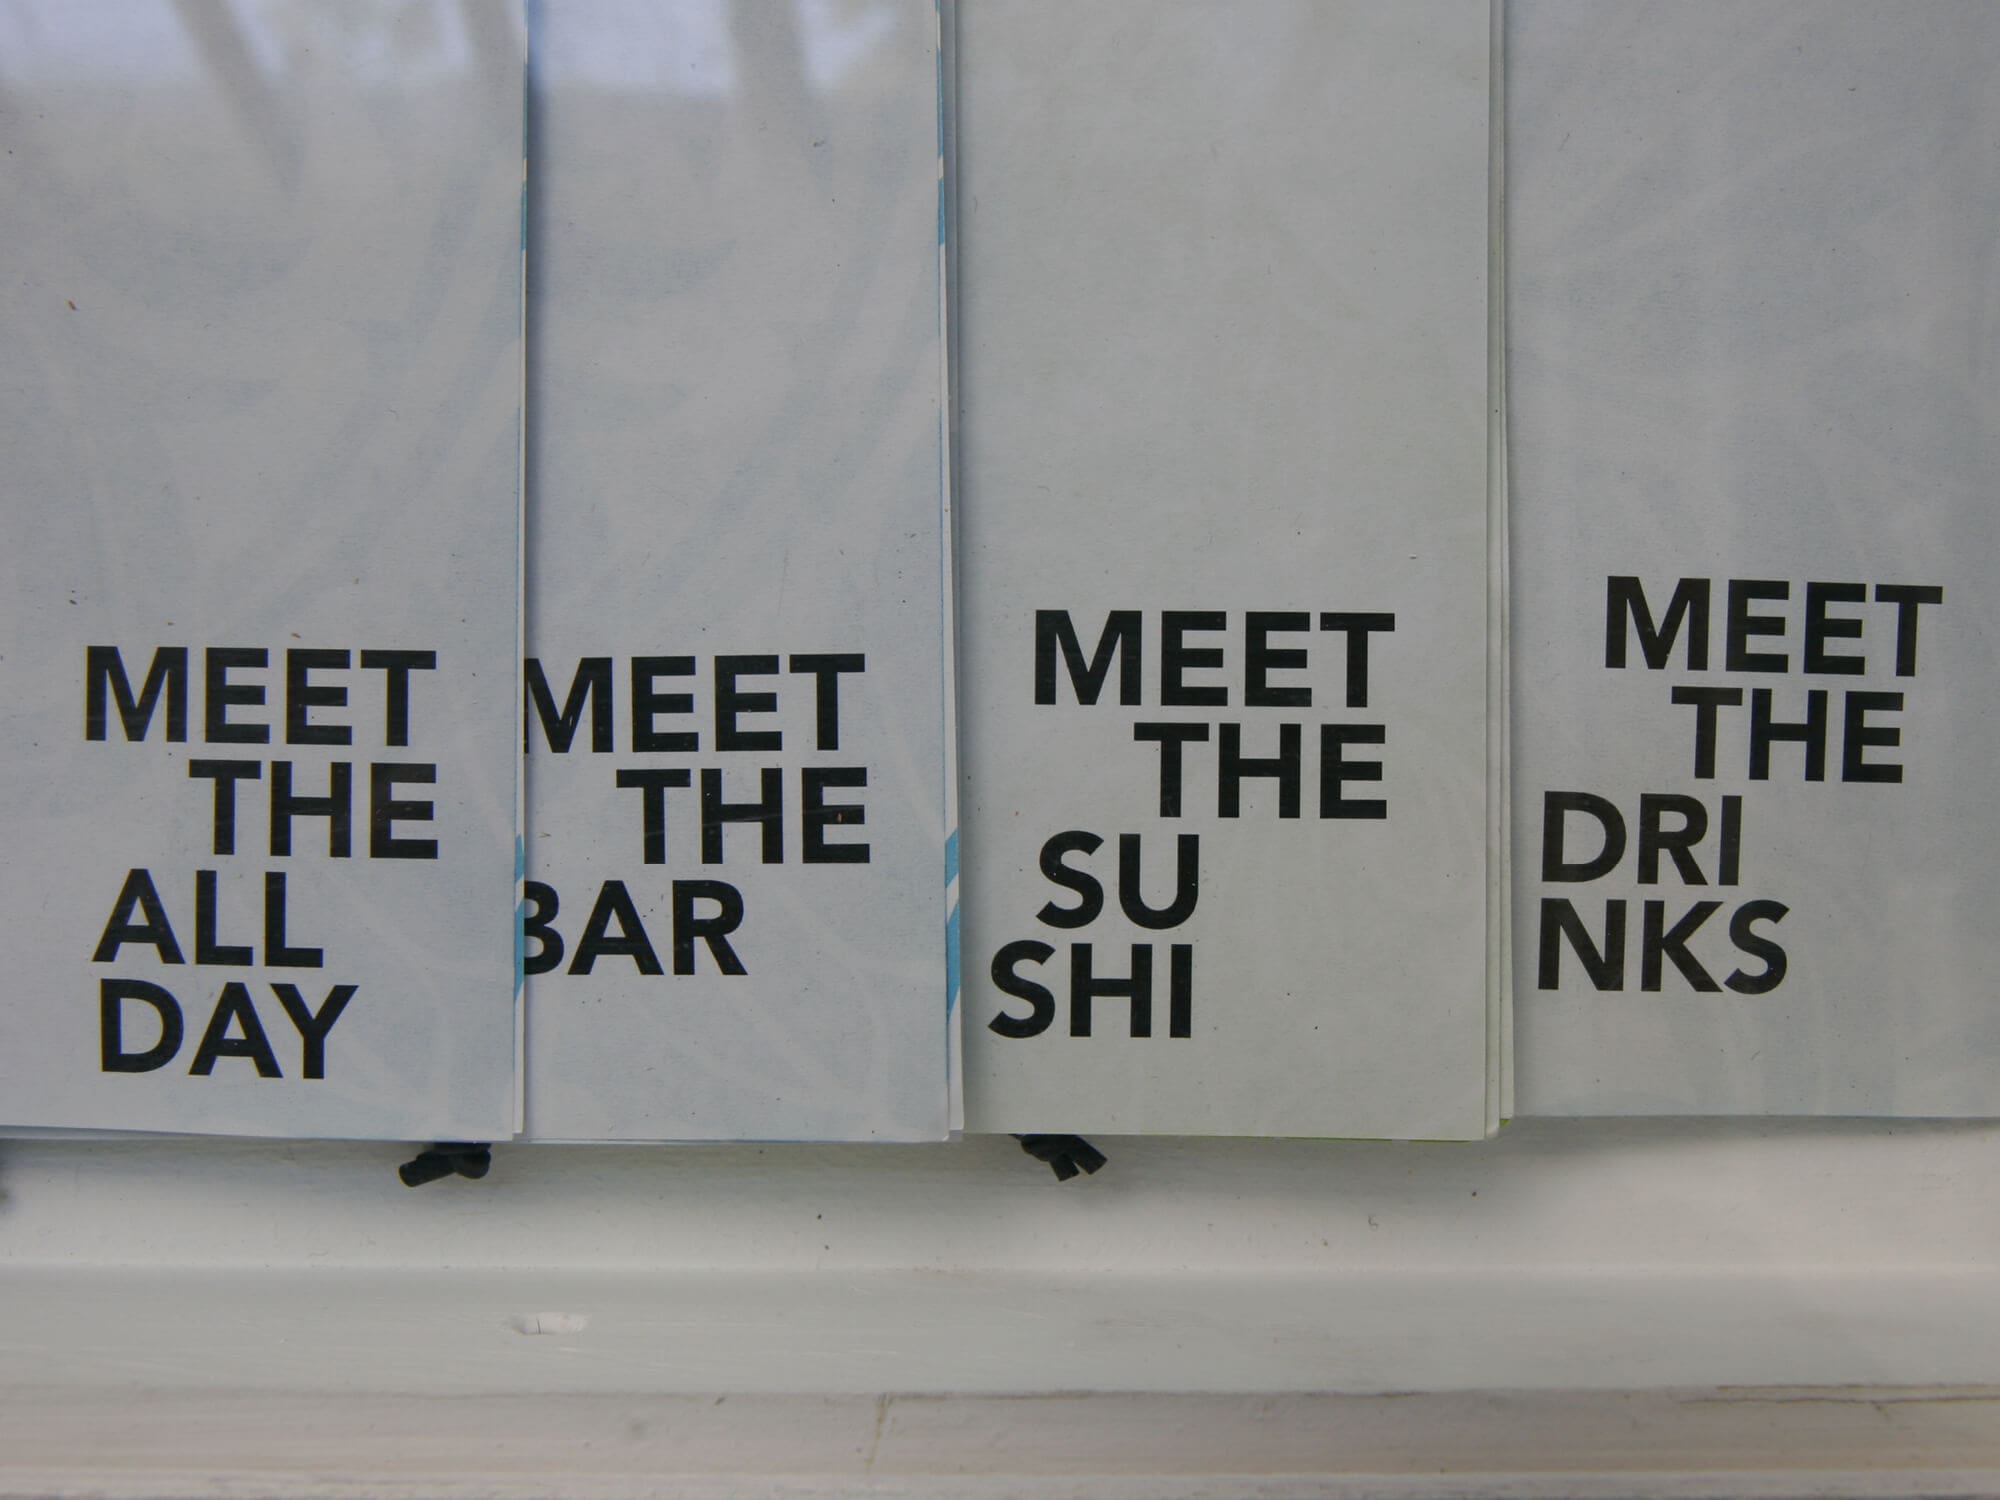 MEET
THE
ALL
DAY
MEET
THE
BAR
MEET
THE
SU
SHI
MEET
THE
DRI
NKS